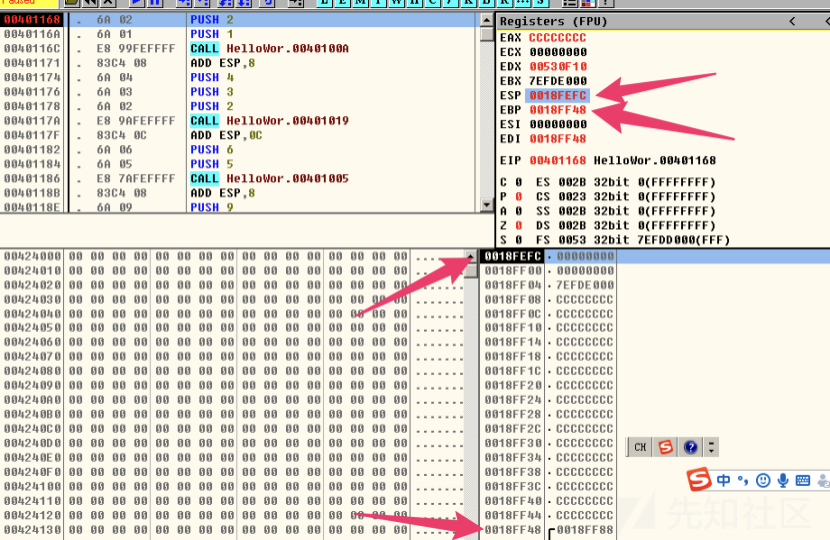 Paused
L E M T W H C / K B R ... S
00401168 . 6A 02 PUSH 2
0040116A . 6A 01 PUSH 1
0040116C . E8 99FEFFFF CALL HelloWor.0040100A
00401171 . 83C4 08 ADD ESP,8
00401174 . 6A 04 PUSH 4
00401176 . 6A 03 PUSH 3
00401178 . 6A 02 PUSH 2
0040117A . E8 9AFEFFFF CALL HelloWor.00401019
0040117F . 83C4 0C ADD ESP,0C
00401182 . 6A 06 PUSH 6
00401184 . 6A 05 PUSH 5
00401186 . E8 7AFEFFFF CALL HelloWor.00401005
0040118B . 83C4 08 ADD ESP,8
0040118E . 6A 09 PUSH 9
Registers (FPU) < <
EAX CCCCCCCC
ECX 00000000
EDX 00530F10
EBX 7EFDE000
ESP 0018FEFC
EBP 0018FF48
ESI 00000000
EDI 0018FF48
EIP 00401168 HelloWor.00401168
C 0 ES 002B 32bit 0(FFFFFFFF)
P 0 CS 0023 32bit 0(FFFFFFFF)
A 0 SS 002B 32bit 0(FFFFFFFF)
Z 0 DS 002B 32bit 0(FFFFFFFF)
S 0 FS 0053 32bit 7EFDD000(FFF)
00424000 00 00 00 00 00 00 00 00 00 00 00 00 00 00 00 00 ......
00424010 00 00 00 00 00 00 00 00 00 00 00 00 00 00 00 00 ......
00424020 00 00 00 00 00 00 00 00 00 00 00 00 00 00 00 00 ......
00424030 00 00 00 00 00 00 00 00 00 00 00 00 00 00 00 00 ......
00424040 00 00 00 00 00 00 00 00 00 00 00 00 00 00 00 00 ......
00424050 00 00 00 00 00 00 00 00 00 00 00 00 00 00 00 00 ......
00424060 00 00 00 00 00 00 00 00 00 00 00 00 00 00 00 00 ......
00424070 00 00 00 00 00 00 00 00 00 00 00 00 00 00 00 00 ......
00424080 00 00 00 00 00 00 00 00 00 00 00 00 00 00 00 00 ......
00424090 00 00 00 00 00 00 00 00 00 00 00 00 00 00 00 00 ......
004240A0 00 00 00 00 00 00 00 00 00 00 00 00 00 00 00 00 ......
004240B0 00 00 00 00 00 00 00 00 00 00 00 00 00 00 00 00 ......
004240C0 00 00 00 00 00 00 00 00 00 00 00 00 00 00 00 00 ......
004240D0 00 00 00 00 00 00 00 00 00 00 00 00 00 00 00 00 ......
004240E0 00 00 00 00 00 00 00 00 00 00 00 00 00 00 00 00 ......
004240F0 00 00 00 00 00 00 00 00 00 00 00 00 00 00 00 00 ......
00424100 00 00 00 00 00 00 00 00 00 00 00 00 00 00 00 00 ......
00424110 00 00 00 00 00 00 00 00 00 00 00 00 00 00 00 00 ......
00424120 00 00 00 00 00 00 00 00 00 00 00 00 00 00 00 00 ......
00424130 00 00 00 00 00 00 00 00 00 00 00 00 00 00 00 00 ......
0018FEFC 00000000
0018FF00 00000000
0018FF04 7EFDE000
0018FF08 CCCCCCCC
0018FF0C CCCCCCCC
0018FF10 CCCCCCCC
0018FF14 CCCCCCCC
0018FF18 CCCCCCCC
0018FF1C CCCCCCCC
0018FF20 CCCCCCCC
0018FF24 CCCCCCCC
0018FF28 CCCCCCCC
0018FF2C CCCCCCCC
0018FF30 CCCCCCCC
0018FF34 CCCCCCCC
0018FF38 CCCCCCCC
0018FF3C CCCCCCCC
0018FF40 CCCCCCCC
0018FF44 CCCCCCCC
0018FF48 0018FF88
CH S ?
S 中
先知社区